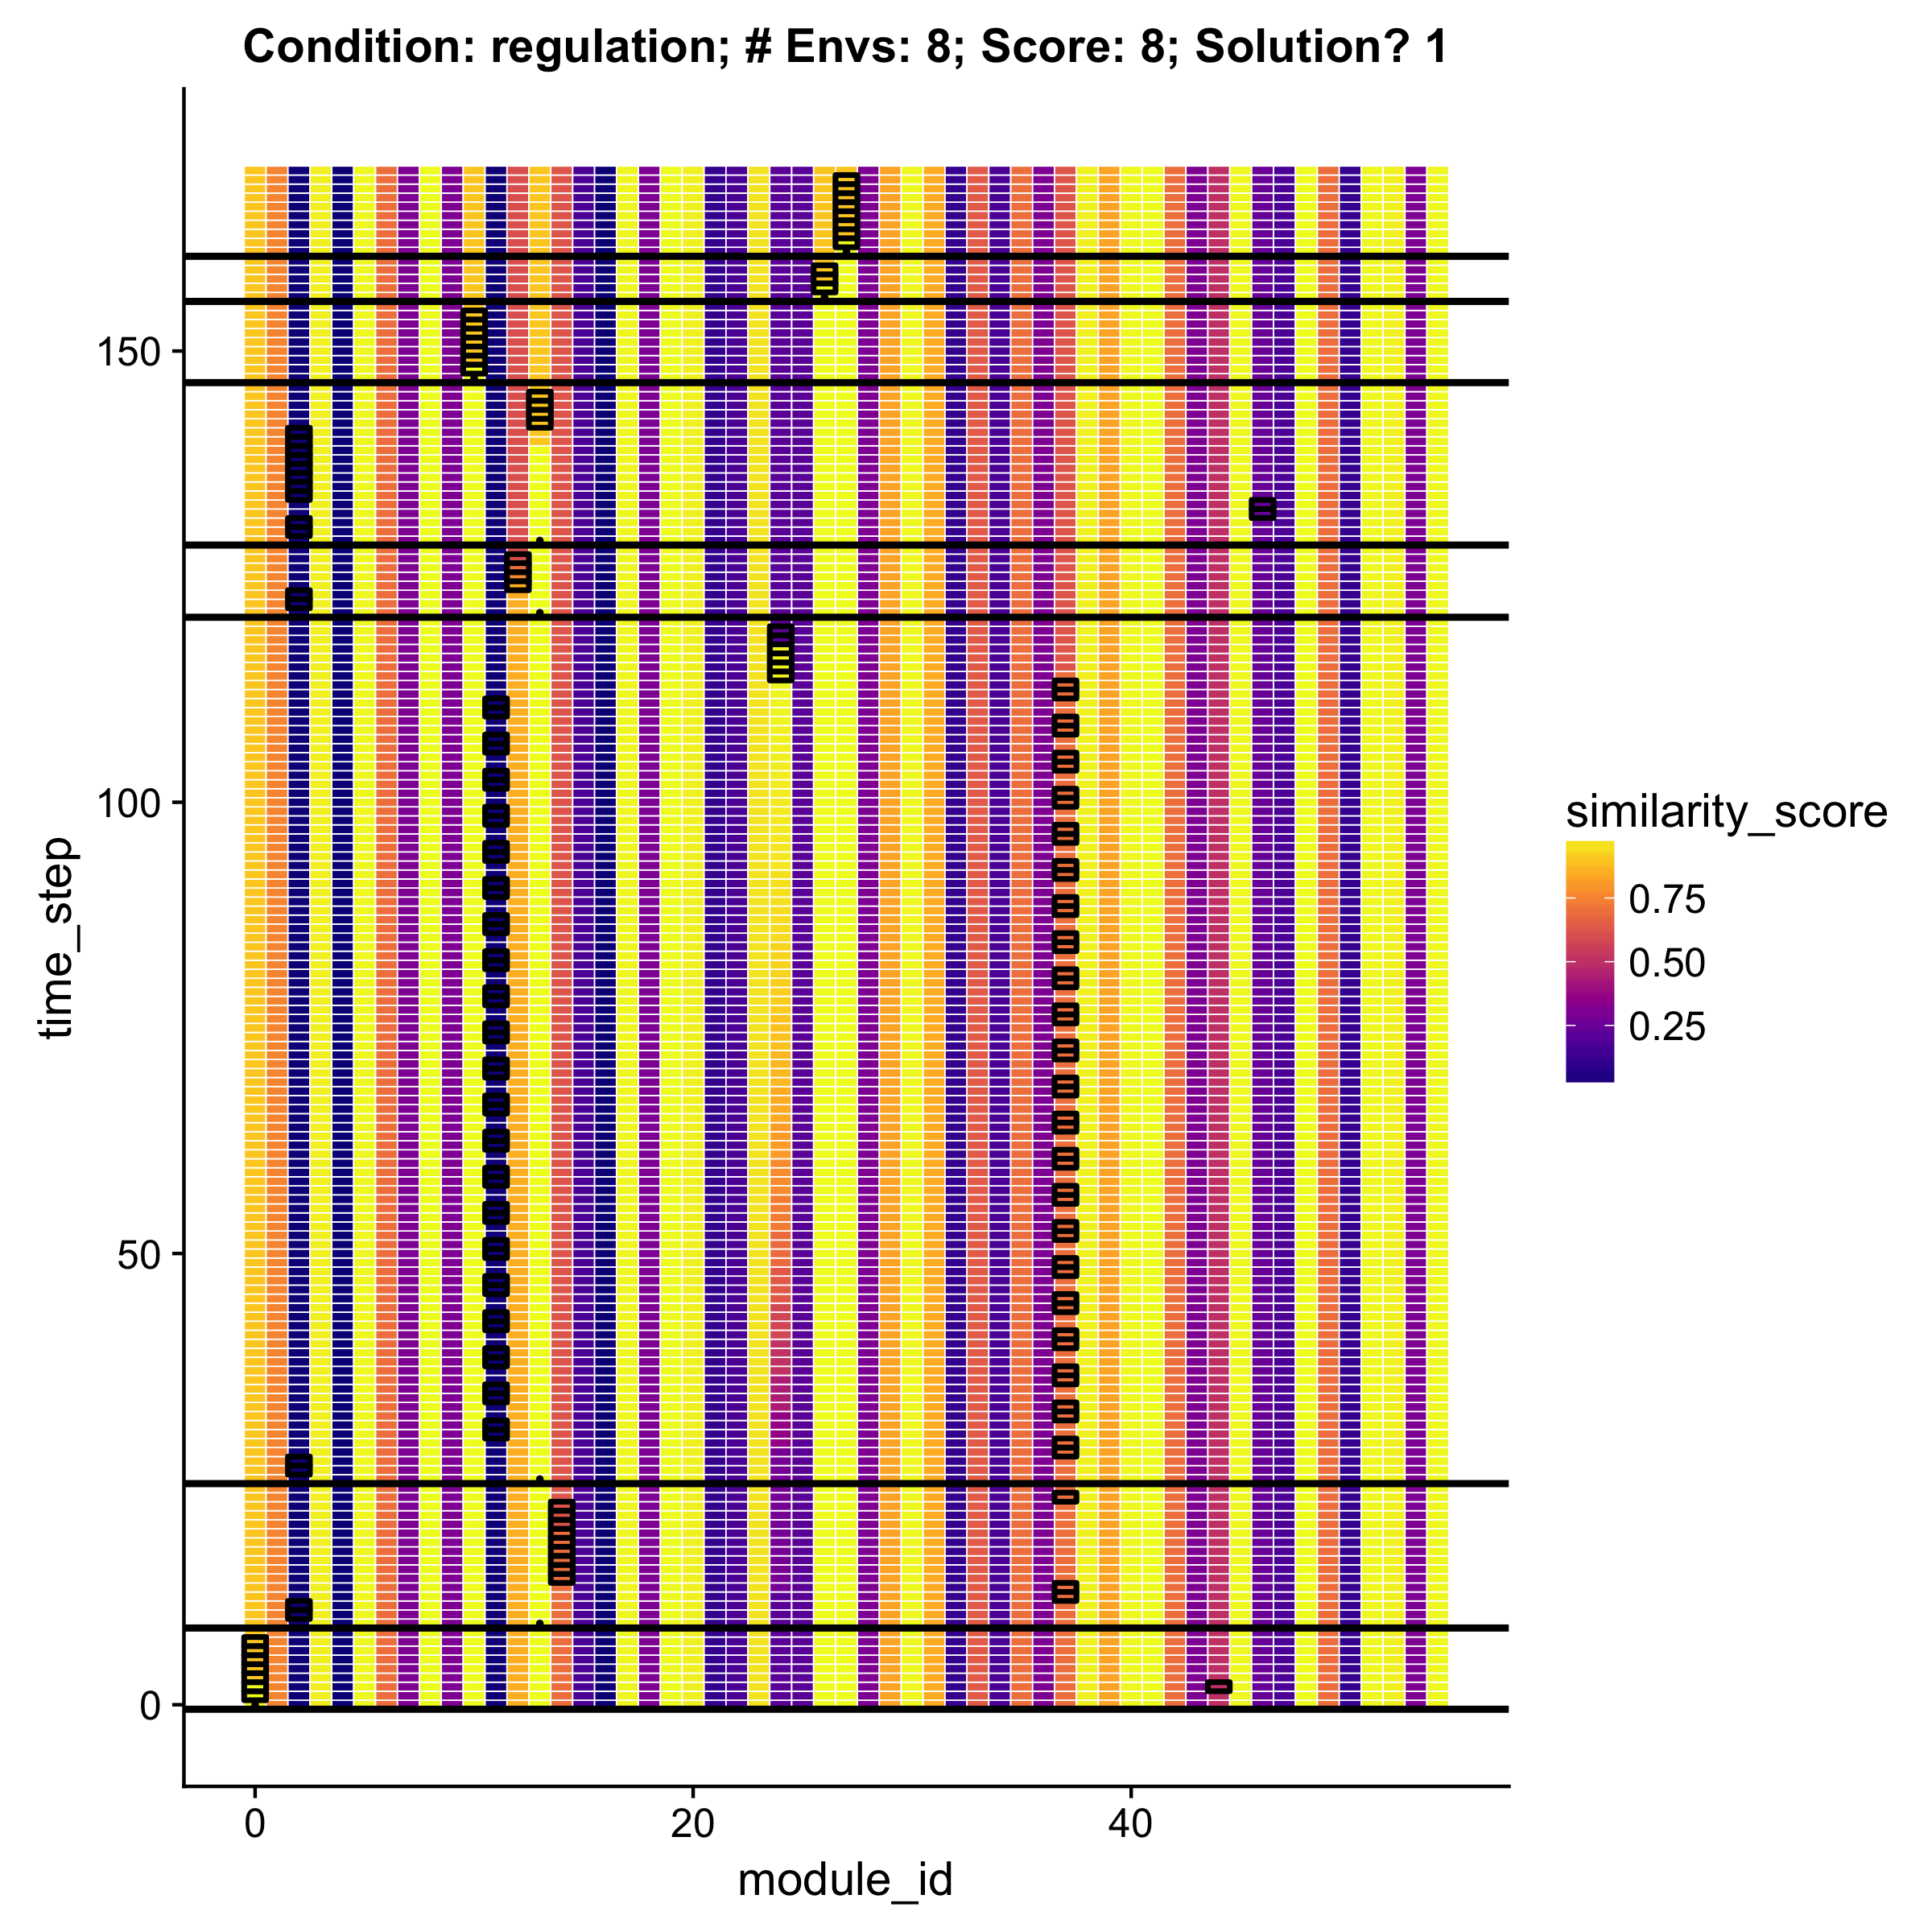 Condition: regulation; # Envs: 8; Score: 8; Solution? 1
time_step
150
100
50
0
0 20 40
module_id
similarity_score
0.75
0.50
0.25